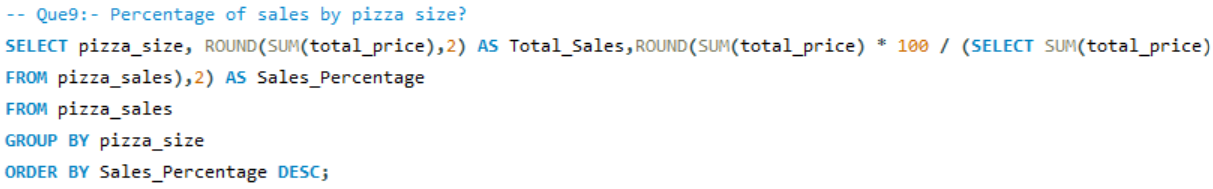 -- Que9:- Percentage of sales by pizza size?
SELECT pizza_size, ROUND(SUM(total_price),2) AS Total_Sales,ROUND(SUM(total_price) * 100 / (SELECT SUM(total_price)
FROM pizza_sales),2) AS Sales_Percentage
FROM pizza_sales
GROUP BY pizza_size
ORDER BY Sales_Percentage DESC;